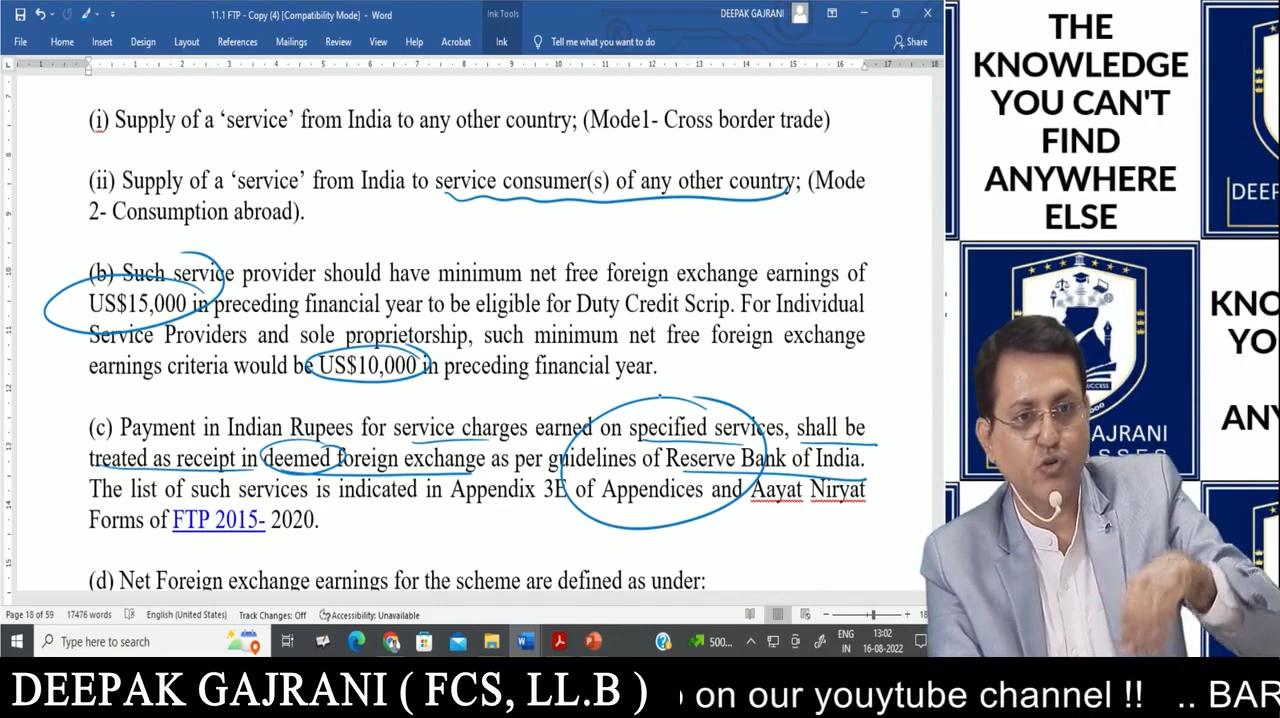 11.1 FTP - Copy (4) [Compatibility Mode] - Word
Ink Tools
DEEPAK GAJRANI
File Home Insert Design Layout References Mailings Review View Help Acrobat Ink Tell me what you want to do Share
(i) Supply of a ‘service’ from India to any other country; (Mode1- Cross border trade)
(ii) Supply of a ‘service’ from India to service consumer(s) of any other country; (Mode
2- Consumption abroad).
(b) Such service provider should have minimum net free foreign exchange earnings of
US$15,000 in preceding financial year to be eligible for Duty Credit Scrip. For Individual
Service Providers and sole proprietorship, such minimum net free foreign exchange
earnings criteria would be US$10,000 in preceding financial year.
(c) Payment in Indian Rupees for service charges earned on specified services, shall be
treated as receipt in deemed foreign exchange as per guidelines of Reserve Bank of India.
The list of such services is indicated in Appendix 3E of Appendices and Aayat Niryat
Forms of FTP 2015- 2020.
(d) Net Foreign exchange earnings for the scheme are defined as under:
Page 18 of 59 17476 words English (United States) Track Changes: Off Accessibility: Unavailable
Type here to search
500...
ENG
IN
13:02
16-08-2022
THE
KNOWLEDGE
YOU CAN'T
FIND
ANYWHERE
ELSE
DEEP
KNO
YO
ANY
SUCCESS
AJRANI
SSES
DEEPAK GAJRANI ( FCS, LL.B )
on our youytube channel !! .. BAR